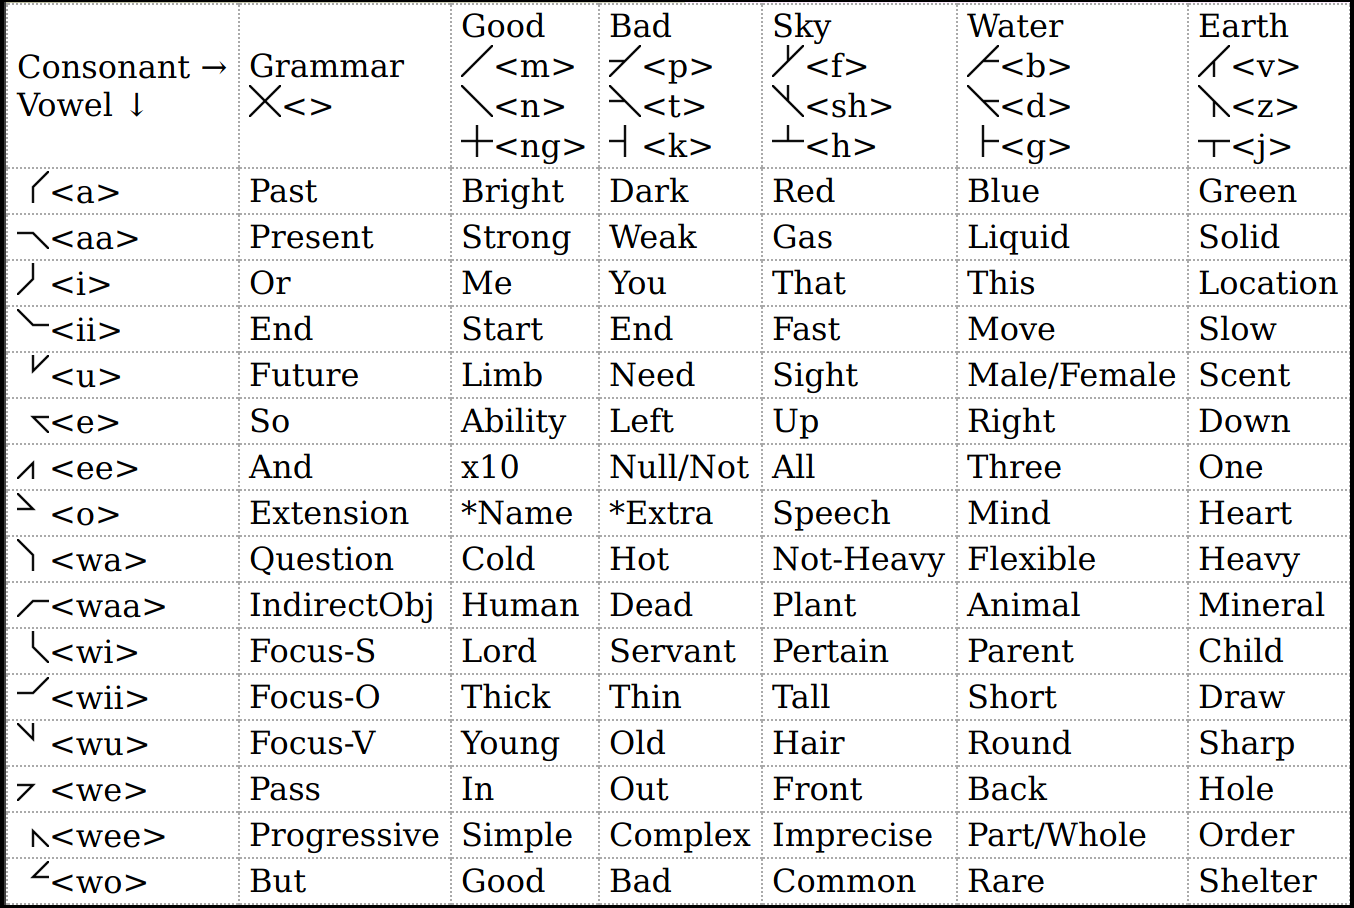 Consonant → Vowel ↓ Grammar <> Good <m> <n> <ng> Bad <p> <t> <k> Sky <f> <sh> <h> Water <b> <d> <g> Earth <v> <z> <j>
<a> Past Bright Dark Red Blue Green
<aa> Present Strong Weak Gas Liquid Solid
<i> Or Me You That This Location
<ii> End Start End Fast Move Slow
<u> Future Limb Need Sight Male/Female Scent
<e> So Ability Left Up Right Down
<ee> And x10 Null/Not All Three One
<o> Extension *Name *Extra Speech Mind Heart
<wa> Question Cold Hot Not-Heavy Flexible Heavy
<waa> IndirectObj Human Dead Plant Animal Mineral
<wi> Focus-S Lord Servant Pertain Parent Child
<wii> Focus-O Thick Thin Tall Short Draw
<wu> Focus-V Young Old Hair Round Sharp
<we> Pass In Out Front Back Hole
<wee> Progressive Simple Complex Imprecise Part/Whole Order
<wo> But Good Bad Common Rare Shelter